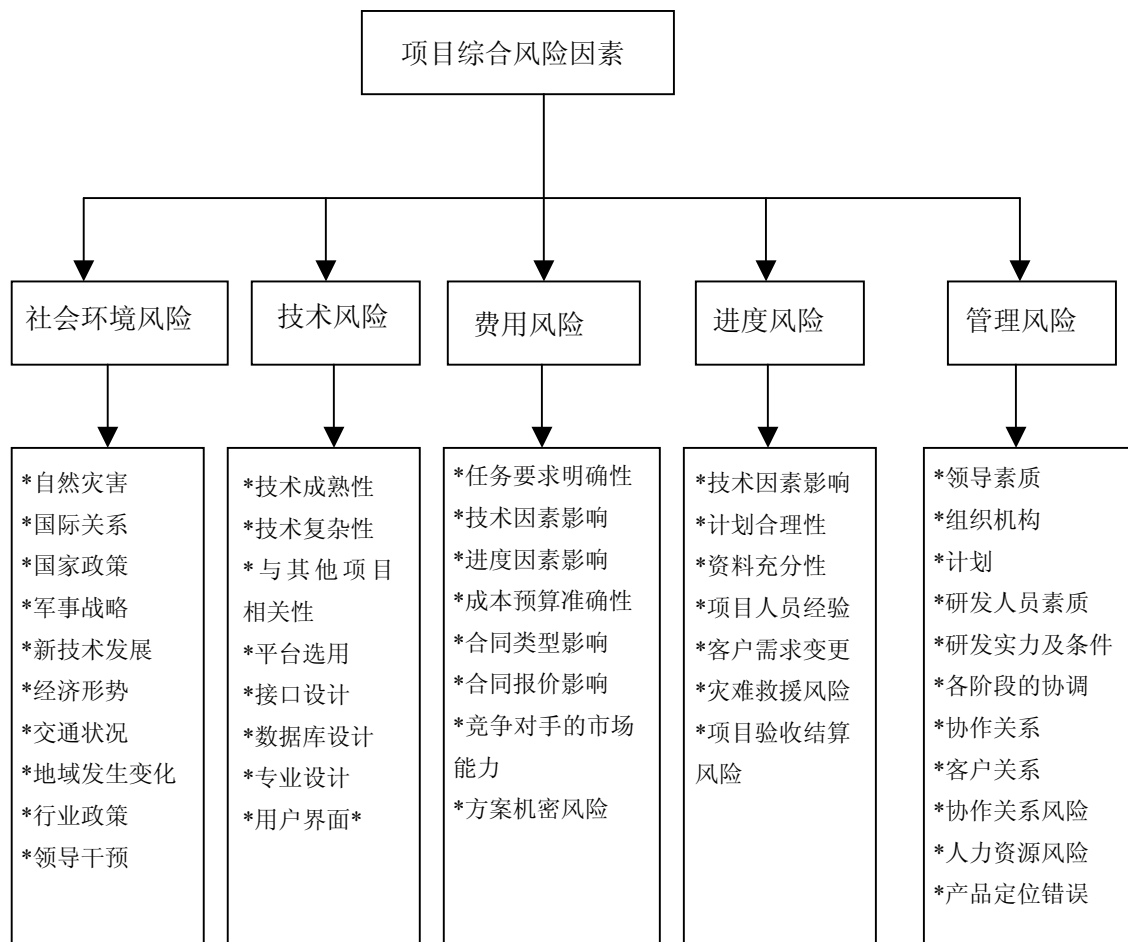 项目综合风险因素
社会环境风险
技术风险
费用风险
进度风险
管理风险
*自然灾害
*国际关系
*国家政策
*军事战略
*新技术发展
*经济形势
*交通状况
*地域发生变化
*行业政策
*领导干预
*技术成熟性
*技术复杂性
*与其他项目
相关性
*平台选用
*接口设计
*数据库设计
*专业设计
*用户界面*
*任务要求明确性
*技术因素影响
*进度因素影响
*成本预算准确性
*合同类型影响
*合同报价影响
*竞争对手的市场
能力
*方案机密风险
*技术因素影响
*计划合理性
*资料充分性
*项目人员经验
*客户需求变更
*灾难救援风险
*项目验收结算
风险
*领导素质
*组织机构
*计划
*研发人员素质
*研发实力及条件
*各阶段的协调
*协作关系
*客户关系
*协作关系风险
*人力资源风险
*产品定位错误